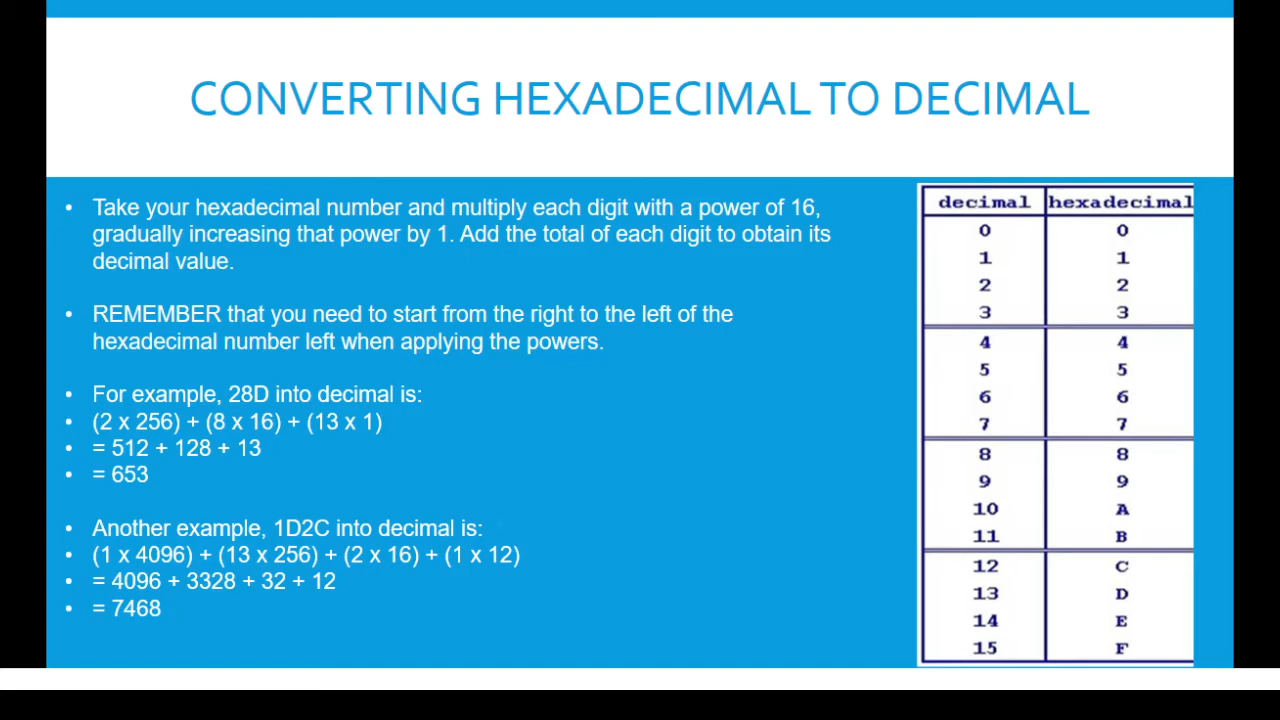 CONVERTING HEXADECIMAL TO DECIMAL
• Take your hexadecimal number and multiply each digit with a power of 16,
gradually increasing that power by 1. Add the total of each digit to obtain its
decimal value.
• REMEMBER that you need to start from the right to the left of the
hexadecimal number left when applying the powers.
• For example, 28D into decimal is:
• (2 x 256) + (8 x 16) + (13 x 1)
• = 512 + 128 + 13
• = 653
• Another example, 1D2C into decimal is:
• (1 x 4096) + (13 x 256) + (2 x 16) + (1 x 12)
• = 4096 + 3328 + 32 + 12
• = 7468
decimal hexadecimal
0 0
1 1
2 2
3 3
4 4
5 5
6 6
7 7
8 8
9 9
10 A
11 B
12 C
13 D
14 E
15 F